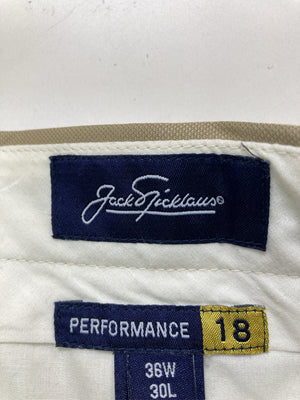 Jack Nicklaus®
PERFORMANCE 18
36W
30L